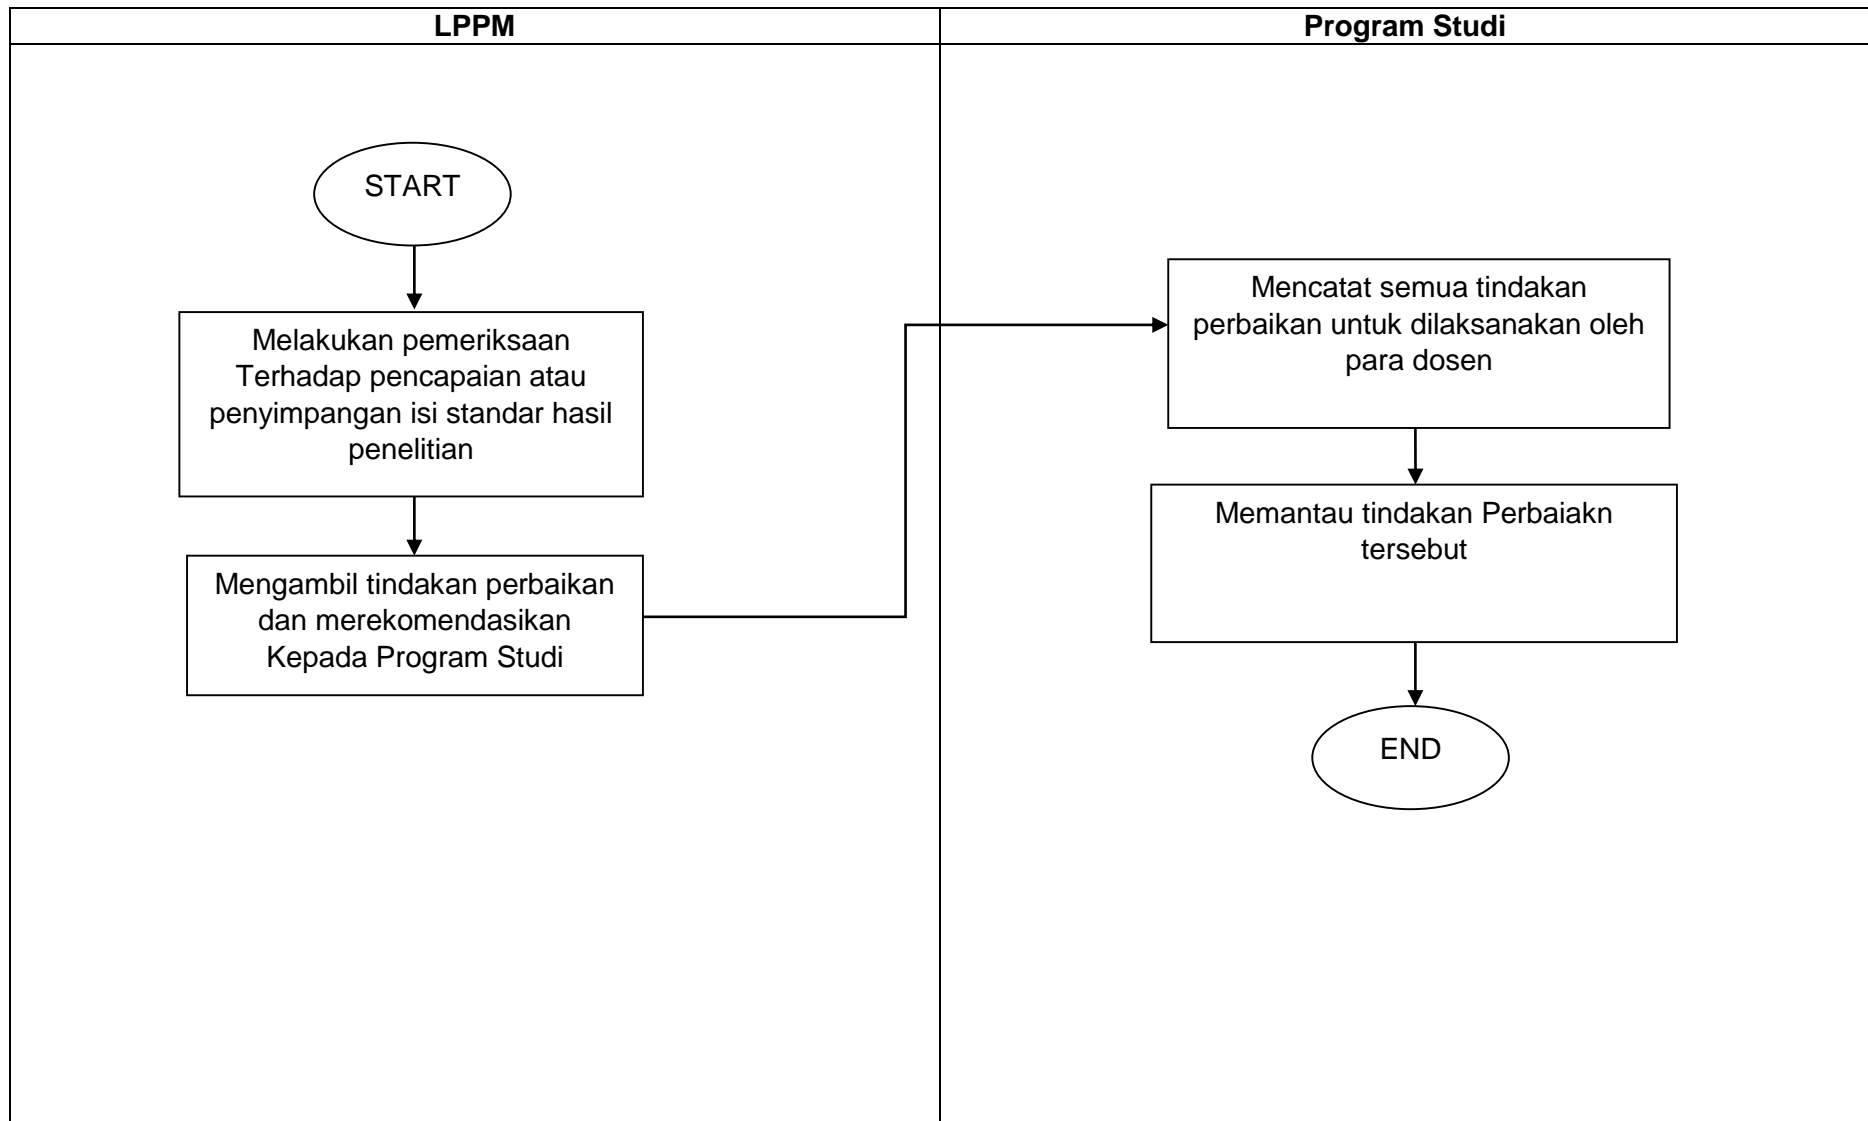 LPPM
Program Studi
START
Melakukan pemeriksaan
Terhadap pencapaian atau
penyimpangan isi standar hasil
penelitian
Mengambil tindakan perbaikan
dan merekomendasikan
Kepada Program Studi
Mencatat semua tindakan
perbaikan untuk dilaksanakan oleh
para dosen
Memantau tindakan Perbaiakn
tersebut
END